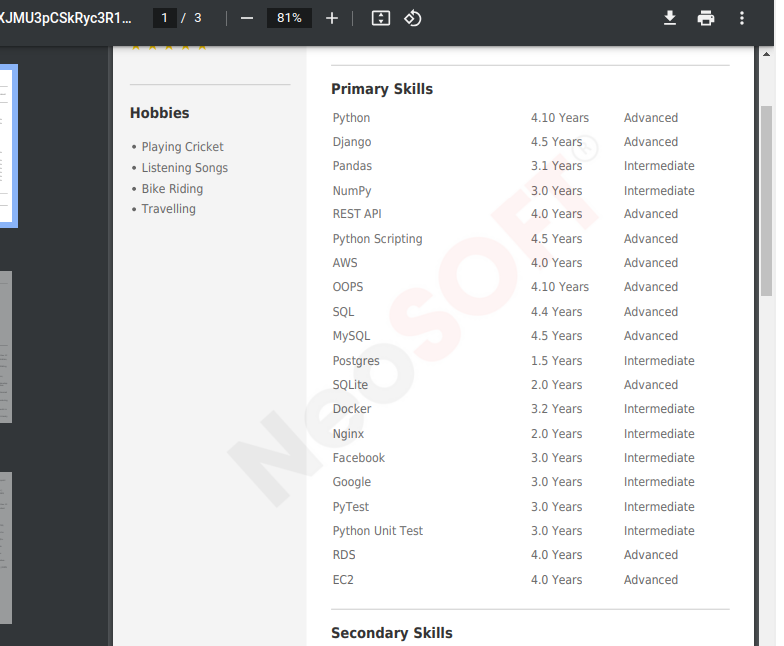 XJMU3pCSkRyc3R1...
1 / 3
81%
Hobbies
• Playing Cricket
• Listening Songs
• Bike Riding
• Travelling
Primary Skills
Python 4.10 Years Advanced
Django 4.5 Years Advanced
Pandas 3.1 Years Intermediate
NumPy 3.0 Years Intermediate
REST API 4.0 Years Advanced
Python Scripting 4.5 Years Advanced
AWS 4.0 Years Advanced
OOPS 4.10 Years Advanced
SQL 4.4 Years Advanced
MySQL 4.5 Years Advanced
Postgres 1.5 Years Intermediate
SQLite 2.0 Years Advanced
Docker 3.2 Years Intermediate
Nginx 2.0 Years Intermediate
Facebook 3.0 Years Intermediate
Google 3.0 Years Intermediate
PyTest 3.0 Years Intermediate
Python Unit Test 3.0 Years Intermediate
RDS 4.0 Years Advanced
EC2 4.0 Years Advanced
Secondary Skills
NeoSOFT®